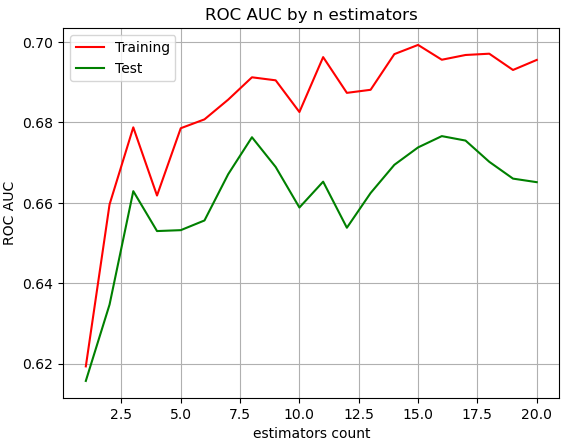 ROC AUC by n estimators
Training
Test
ROC AUC
0.70
0.68
0.66
0.64
0.62
2.5 5.0 7.5 10.0 12.5 15.0 17.5 20.0
estimators count